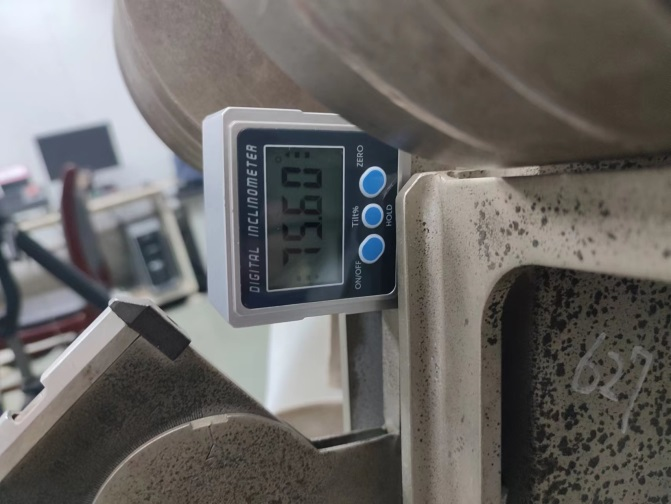 DIGITAL INCLINOMETER
75.60°
ON/OFF
Tilt%
HOLD
ZERO
627